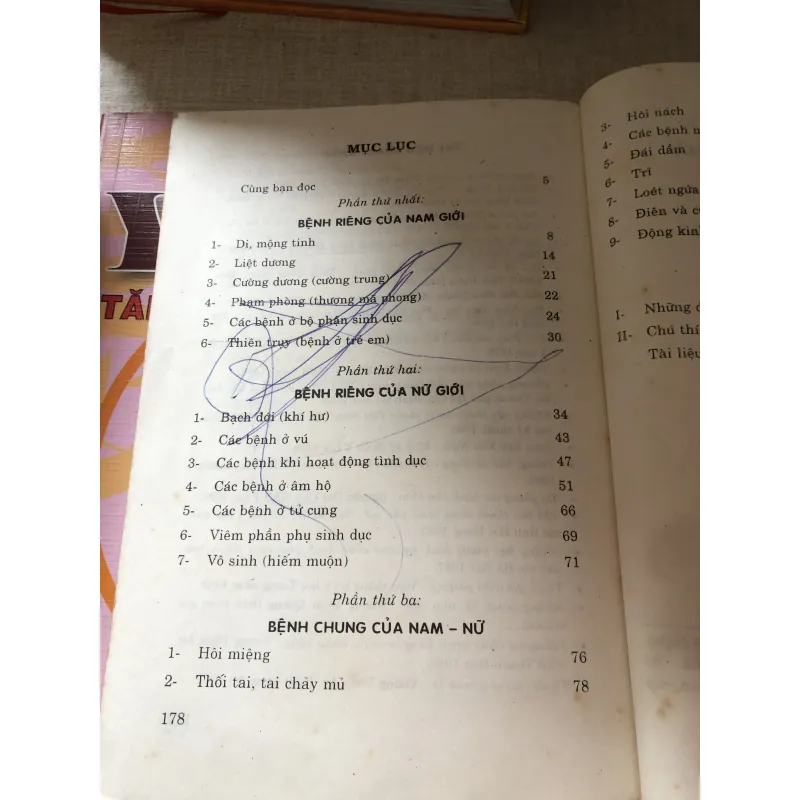 MỤC LỤC
Cùng bạn đọc 5
Phần thứ nhất:
BỆNH RIÊNG CỦA NAM GIỚI
1- Di, mộng tinh 8
2- Liệt dương 14
3- Cường dương (cường trung) 21
4- Phạm phòng (thượng mã phong) 22
5- Các bệnh ở bộ phận sinh dục 24
6- Thiên trụy (bệnh ở trẻ em) 30
Phần thứ hai:
BỆNH RIÊNG CỦA NỮ GIỚI
1- Bạch đới (khí hư) 34
2- Các bệnh ở vú 43
3- Các bệnh khi hoạt động tình dục 47
4- Các bệnh ở âm hộ 51
5- Các bệnh ở tử cung 66
6- Viêm phần phụ sinh dục 69
7- Vô sinh (hiếm muộn) 71
Phần thứ ba:
BỆNH CHUNG CỦA NAM – NỮ
1- Hôi miệng 76
2- Thối tai, tai chảy mủ 78
178
3- Hôi nách
4- Các bệnh
5- Đái dầm
6- Trĩ
7- Loét ngứa
8- Điên và
9- Động kinh
I- Những
II- Chú
Tài liệu